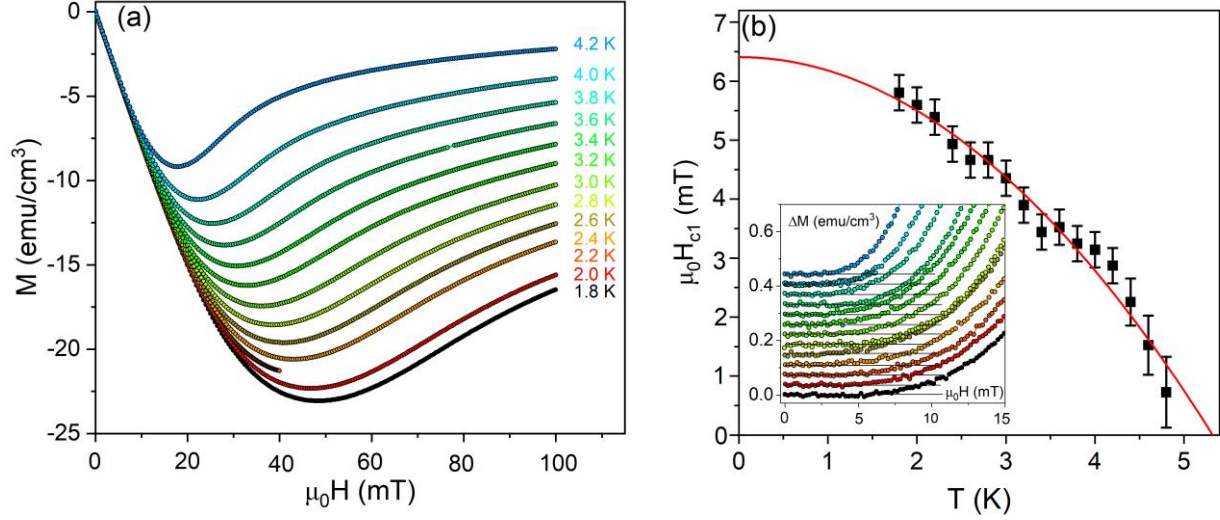 (a)
0
-5
-10
-15
-20
-25
M (emu/cm³)
4.2 K
4.0 K
3.8 K
3.6 K
3.4 K
3.2 K
3.0 K
2.8 K
2.6 K
2.4 K
2.2 K
2.0 K
1.8 K
0 20 40 60 80 100
μ₀H (mT)
(b)
7
6
5
4
3
2
1
0
μ₀H_c1 (mT)
ΔM (emu/cm³)
0.6
0.4
0.2
0.0
μ₀H (mT)
0 5 10 15
0 1 2 3 4 5
T (K)